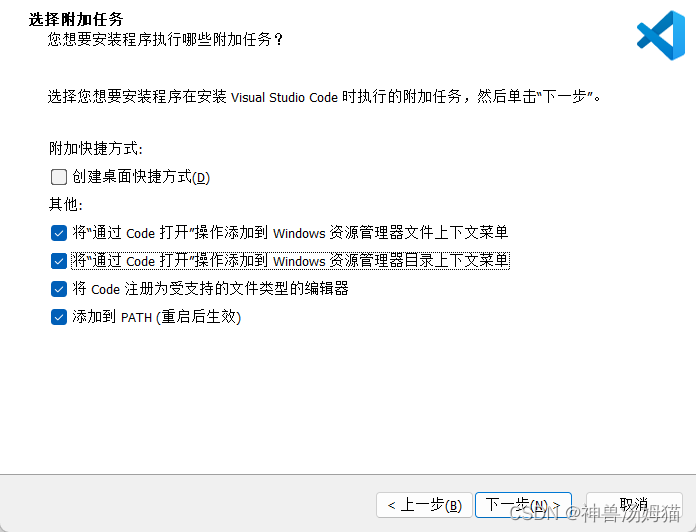 选择附加任务
您想要安装程序执行哪些附加任务？
选择您想要安装程序在安装 Visual Studio Code 时执行的附加任务，然后单击“下一步”。
附加快捷方式:
创建桌面快捷方式(D)
其他:
将“通过 Code 打开”操作添加到 Windows 资源管理器文件上下文菜单
将“通过 Code 打开”操作添加到 Windows 资源管理器目录上下文菜单
将 Code 注册为受支持的文件类型的编辑器
添加到 PATH (重启后生效)
< 上一步(B) 下一步(N) > 取消
CSDN @神兽汤姆猫